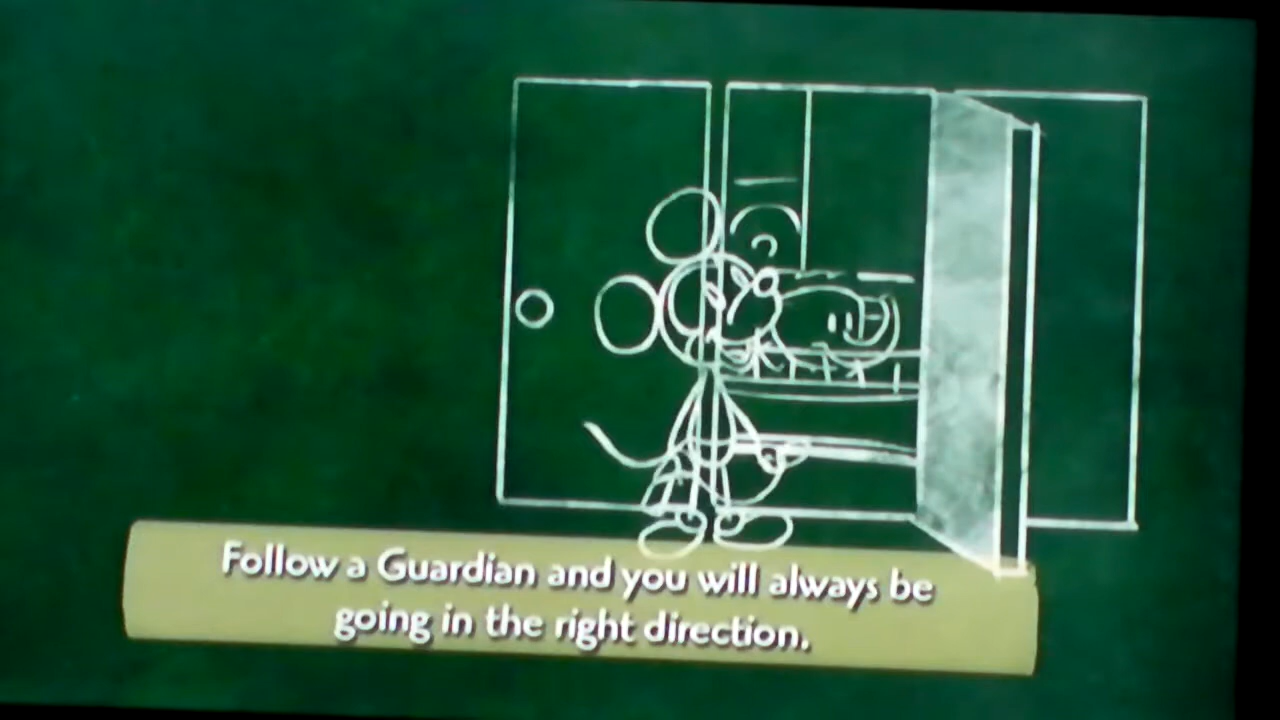 Follow a Guardian and you will always be
going in the right direction.